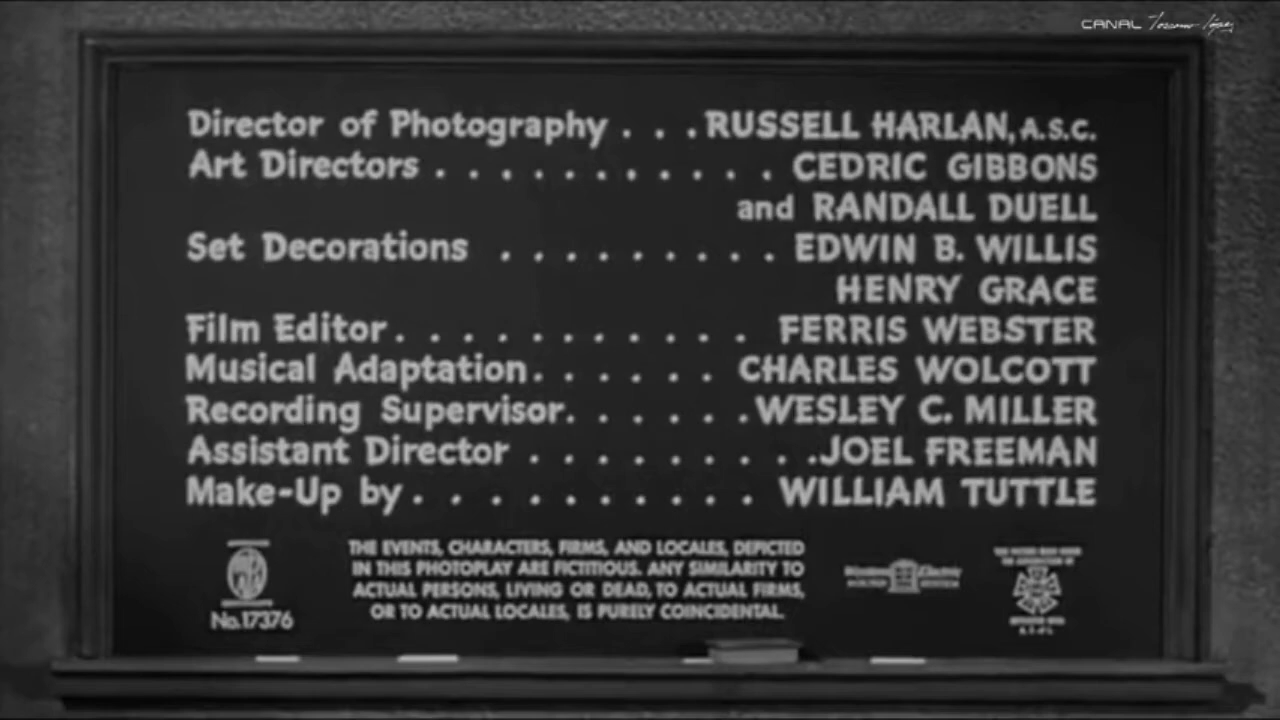 CANAL
Director of Photography . . . RUSSELL HARLAN, A.S.C.
Art Directors . . . . . . . . . . . CEDRIC GIBBONS
and RANDALL DUELL
Set Decorations . . . . . . . . . EDWIN B. WILLIS
HENRY GRACE
Film Editor . . . . . . . . . . . FERRIS WEBSTER
Musical Adaptation . . . . . . CHARLES WOLCOTT
Recording Supervisor . . . . . . WESLEY C. MILLER
Assistant Director . . . . . . . . . . JOEL FREEMAN
Make-Up by . . . . . . . . . . . WILLIAM TUTTLE
THE EVENTS, CHARACTERS, FIRMS, AND LOCALES, DEPICTED
IN THIS PHOTOPLAY ARE FICTITIOUS. ANY SIMILARITY TO
ACTUAL PERSONS, LIVING OR DEAD, TO ACTUAL FIRMS,
OR TO ACTUAL LOCALES, IS PURELY COINCIDENTAL.
No. 17376
Western Electric